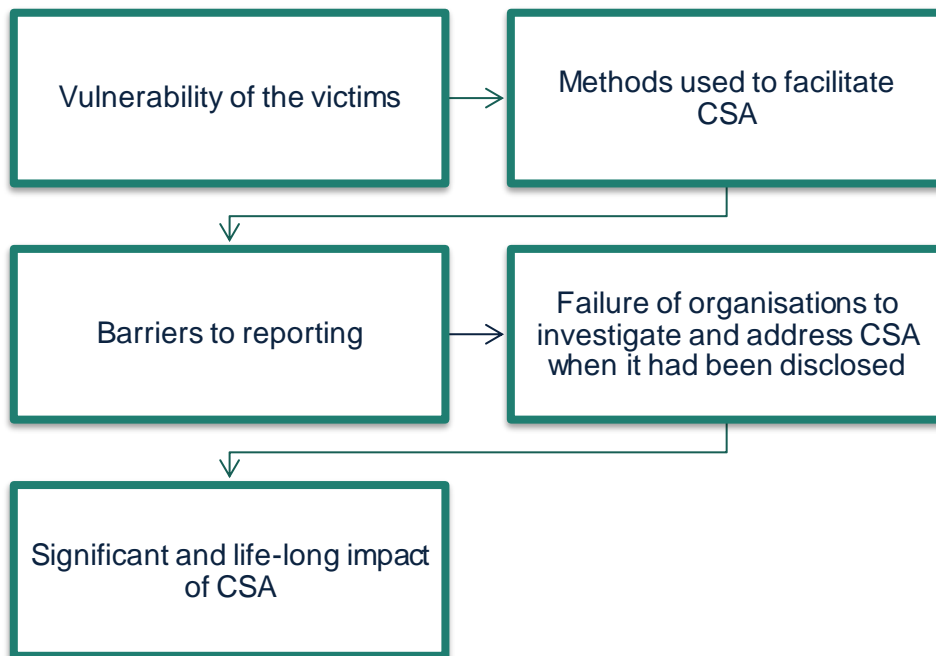 Vulnerability of the victims
Methods used to facilitate
CSA
Barriers to reporting
Failure of organisations to
investigate and address CSA
when it had been disclosed
Significant and life-long impact
of CSA